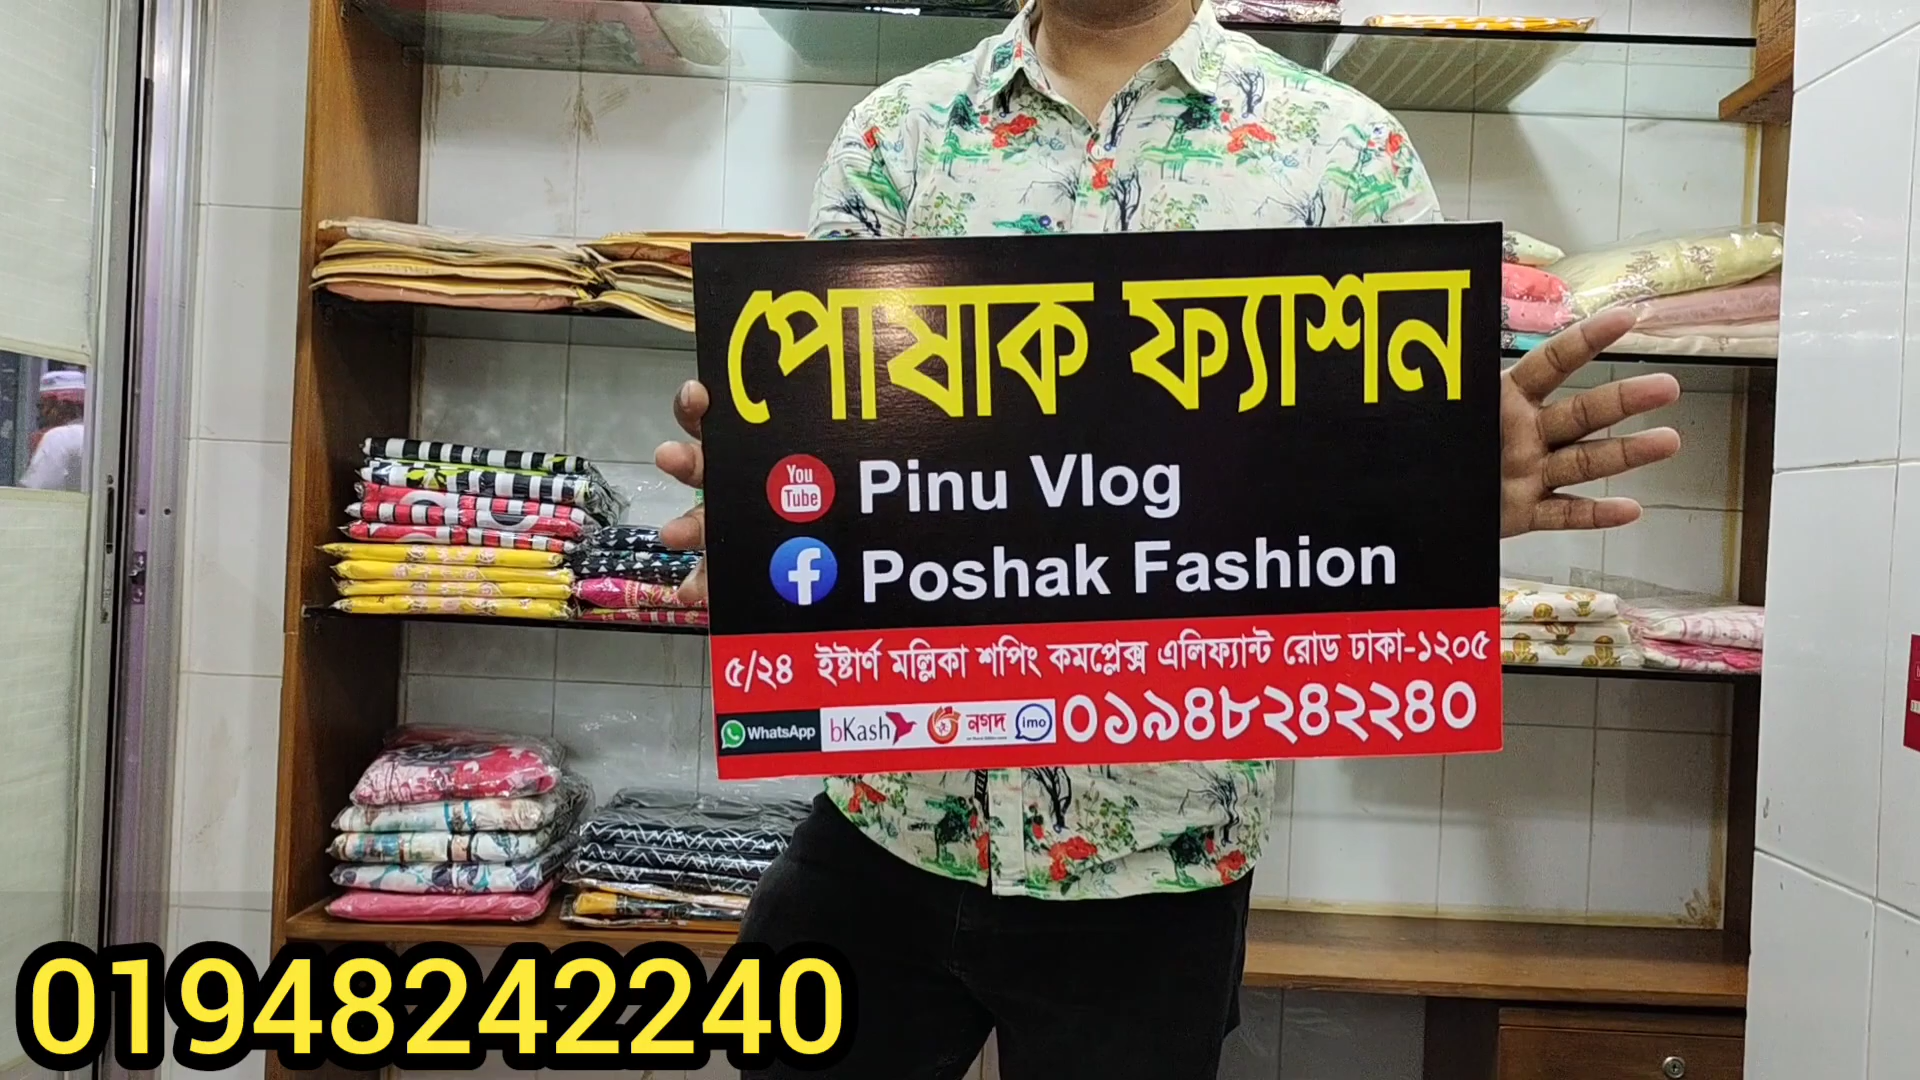 পোষাক ফ্যাশন
You Tube Pinu Vlog
f Poshak Fashion
৫/২৪ ইষ্টার্ণ মল্লিকা শপিং কমপ্লেক্স এলিফ্যান্ট রোড ঢাকা-১২০৫
WhatsApp bKash নগদ imo ০১৯৪৮২৪২২৪০
01948242240